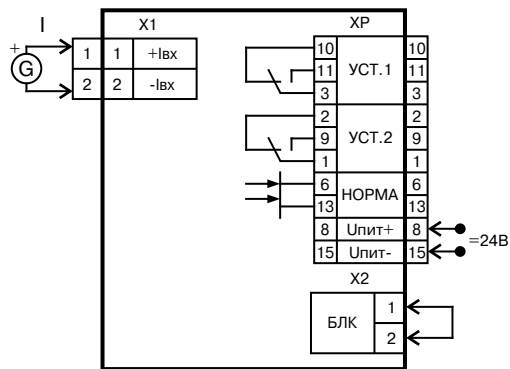 I X1 XP
+
G
1 1 +Iвх
2 2 -Iвх
10 УСТ.1 10
11 11
3 3
2 УСТ.2 2
9 9
1 1
6 НОРМА 6
13 13
8 Uпит+ 8
15 Uпит- 15
=24В
X2
БЛК 1
2